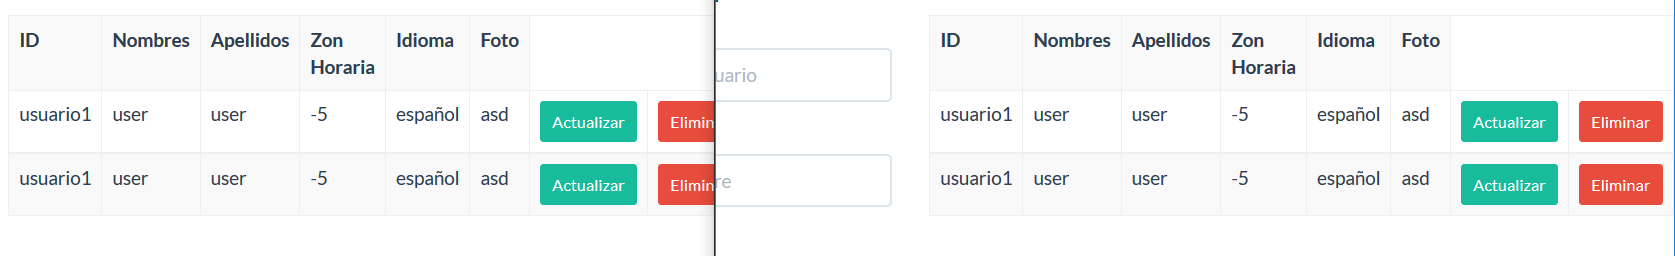 ID Nombres Apellidos Zon Horaria Idioma Foto
usuario1 user user -5 español asd Actualizar Elimin
usuario1 user user -5 español asd Actualizar Elimin
uario
re
ID Nombres Apellidos Zon Horaria Idioma Foto
usuario1 user user -5 español asd Actualizar Eliminar
usuario1 user user -5 español asd Actualizar Eliminar